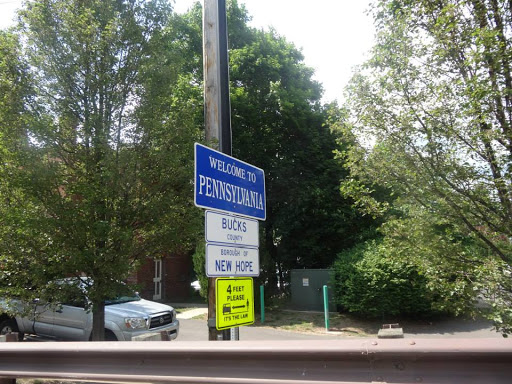 WELCOME TO
PENNSYLVANIA
BUCKS
COUNTY
BOROUGH OF
NEW HOPE
4 FEET
PLEASE
IT'S THE LAW